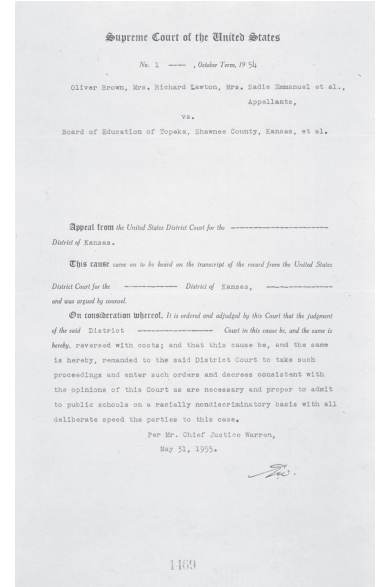 Supreme Court of the United States
No. 1 ---- , October Term, 19 54
Oliver Brown, Mrs. Richard Lawton, Mrs. Sadie Emmanuel et al.,
Appellants,
vs.
Board of Education of Topeka, Shawnee County, Kansas, et al.
Appeal from the United States District Court for the ----------------------
District of Kansas.
This cause came on to be heard on the transcript of the record from the United States
District Court for the ------------ District of Kansas, ---------------
and was argued by counsel.
On consideration whereof, It is ordered and adjudged by this Court that the judgment
of the said District ----------------- Court in this cause be, and the same is
hereby, reversed with costs; and that this cause be, and the same
is hereby, remanded to the said District Court to take such
proceedings and enter such orders and decrees consistent with
the opinions of this Court as are necessary and proper to admit
to public schools on a racially nondiscriminatory basis with all
deliberate speed the parties to this case.
Per Mr. Chief Justice Warren,
May 31, 1955.
1469